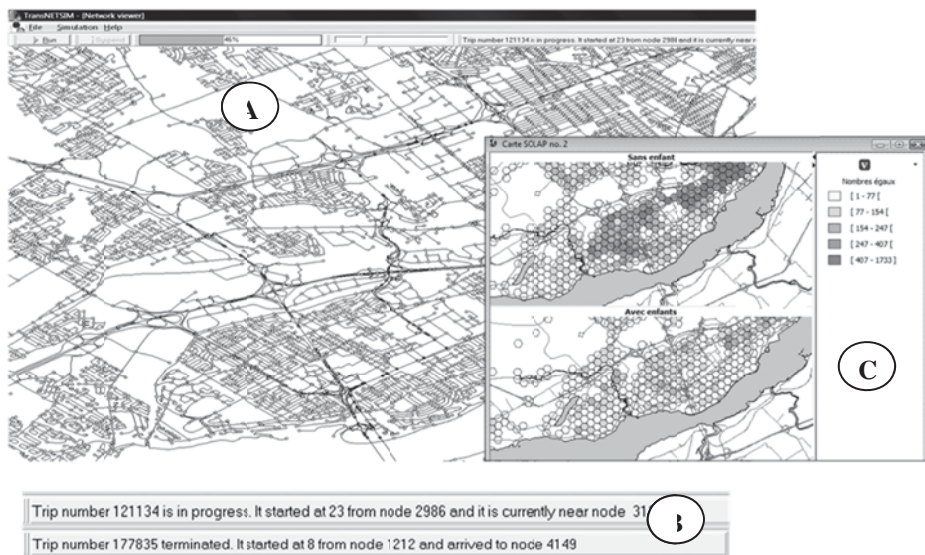 TransNETSIM - [Network viewer]
File Simulation Help
Run Suspend 46% Trip number 121134 is in progress. It started at 23 from node 2986 and it is currently near
A
Carte SCLAP no. 2
Sans enfant
V
Nombres égaux
[ 1 - 77 [
[ 77 - 154 [
[ 154 - 247 [
[ 247 - 407 [
[ 407 - 1733 [
Avec enfants
C
Trip number 121134 is in progress. It started at 23 from node 2986 and it is currently near node
Trip number 177835 terminated. It started at 8 from node 1212 and arrived to node 4149